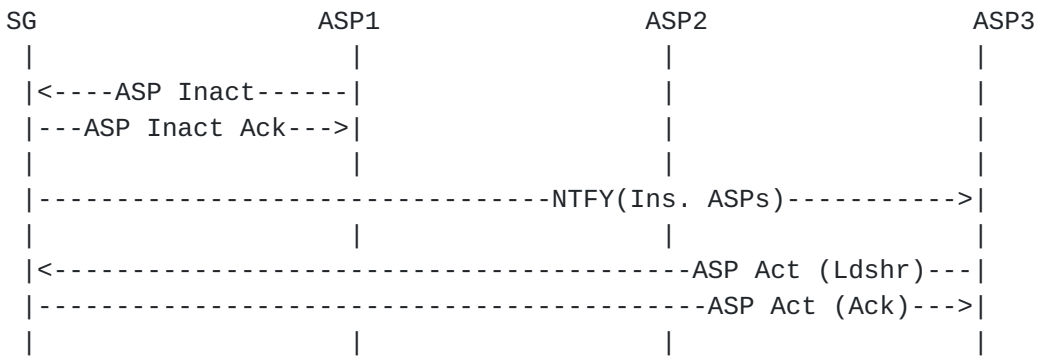 SG                  ASP1                 ASP2                 ASP3
 |                    |                   |                   |
 |<----ASP Inact------|                   |                   |
 |---ASP Inact Ack--->|                   |                   |
 |                    |                   |                   |
 |---------------------------------NTFY(Ins. ASPs)----------->|
 |                    |                   |                   |
 |<-----------------------------------------ASP Act (Ldshr)---|
 |------------------------------------------ASP Act (Ack)--->|
 |                    |                   |                   |